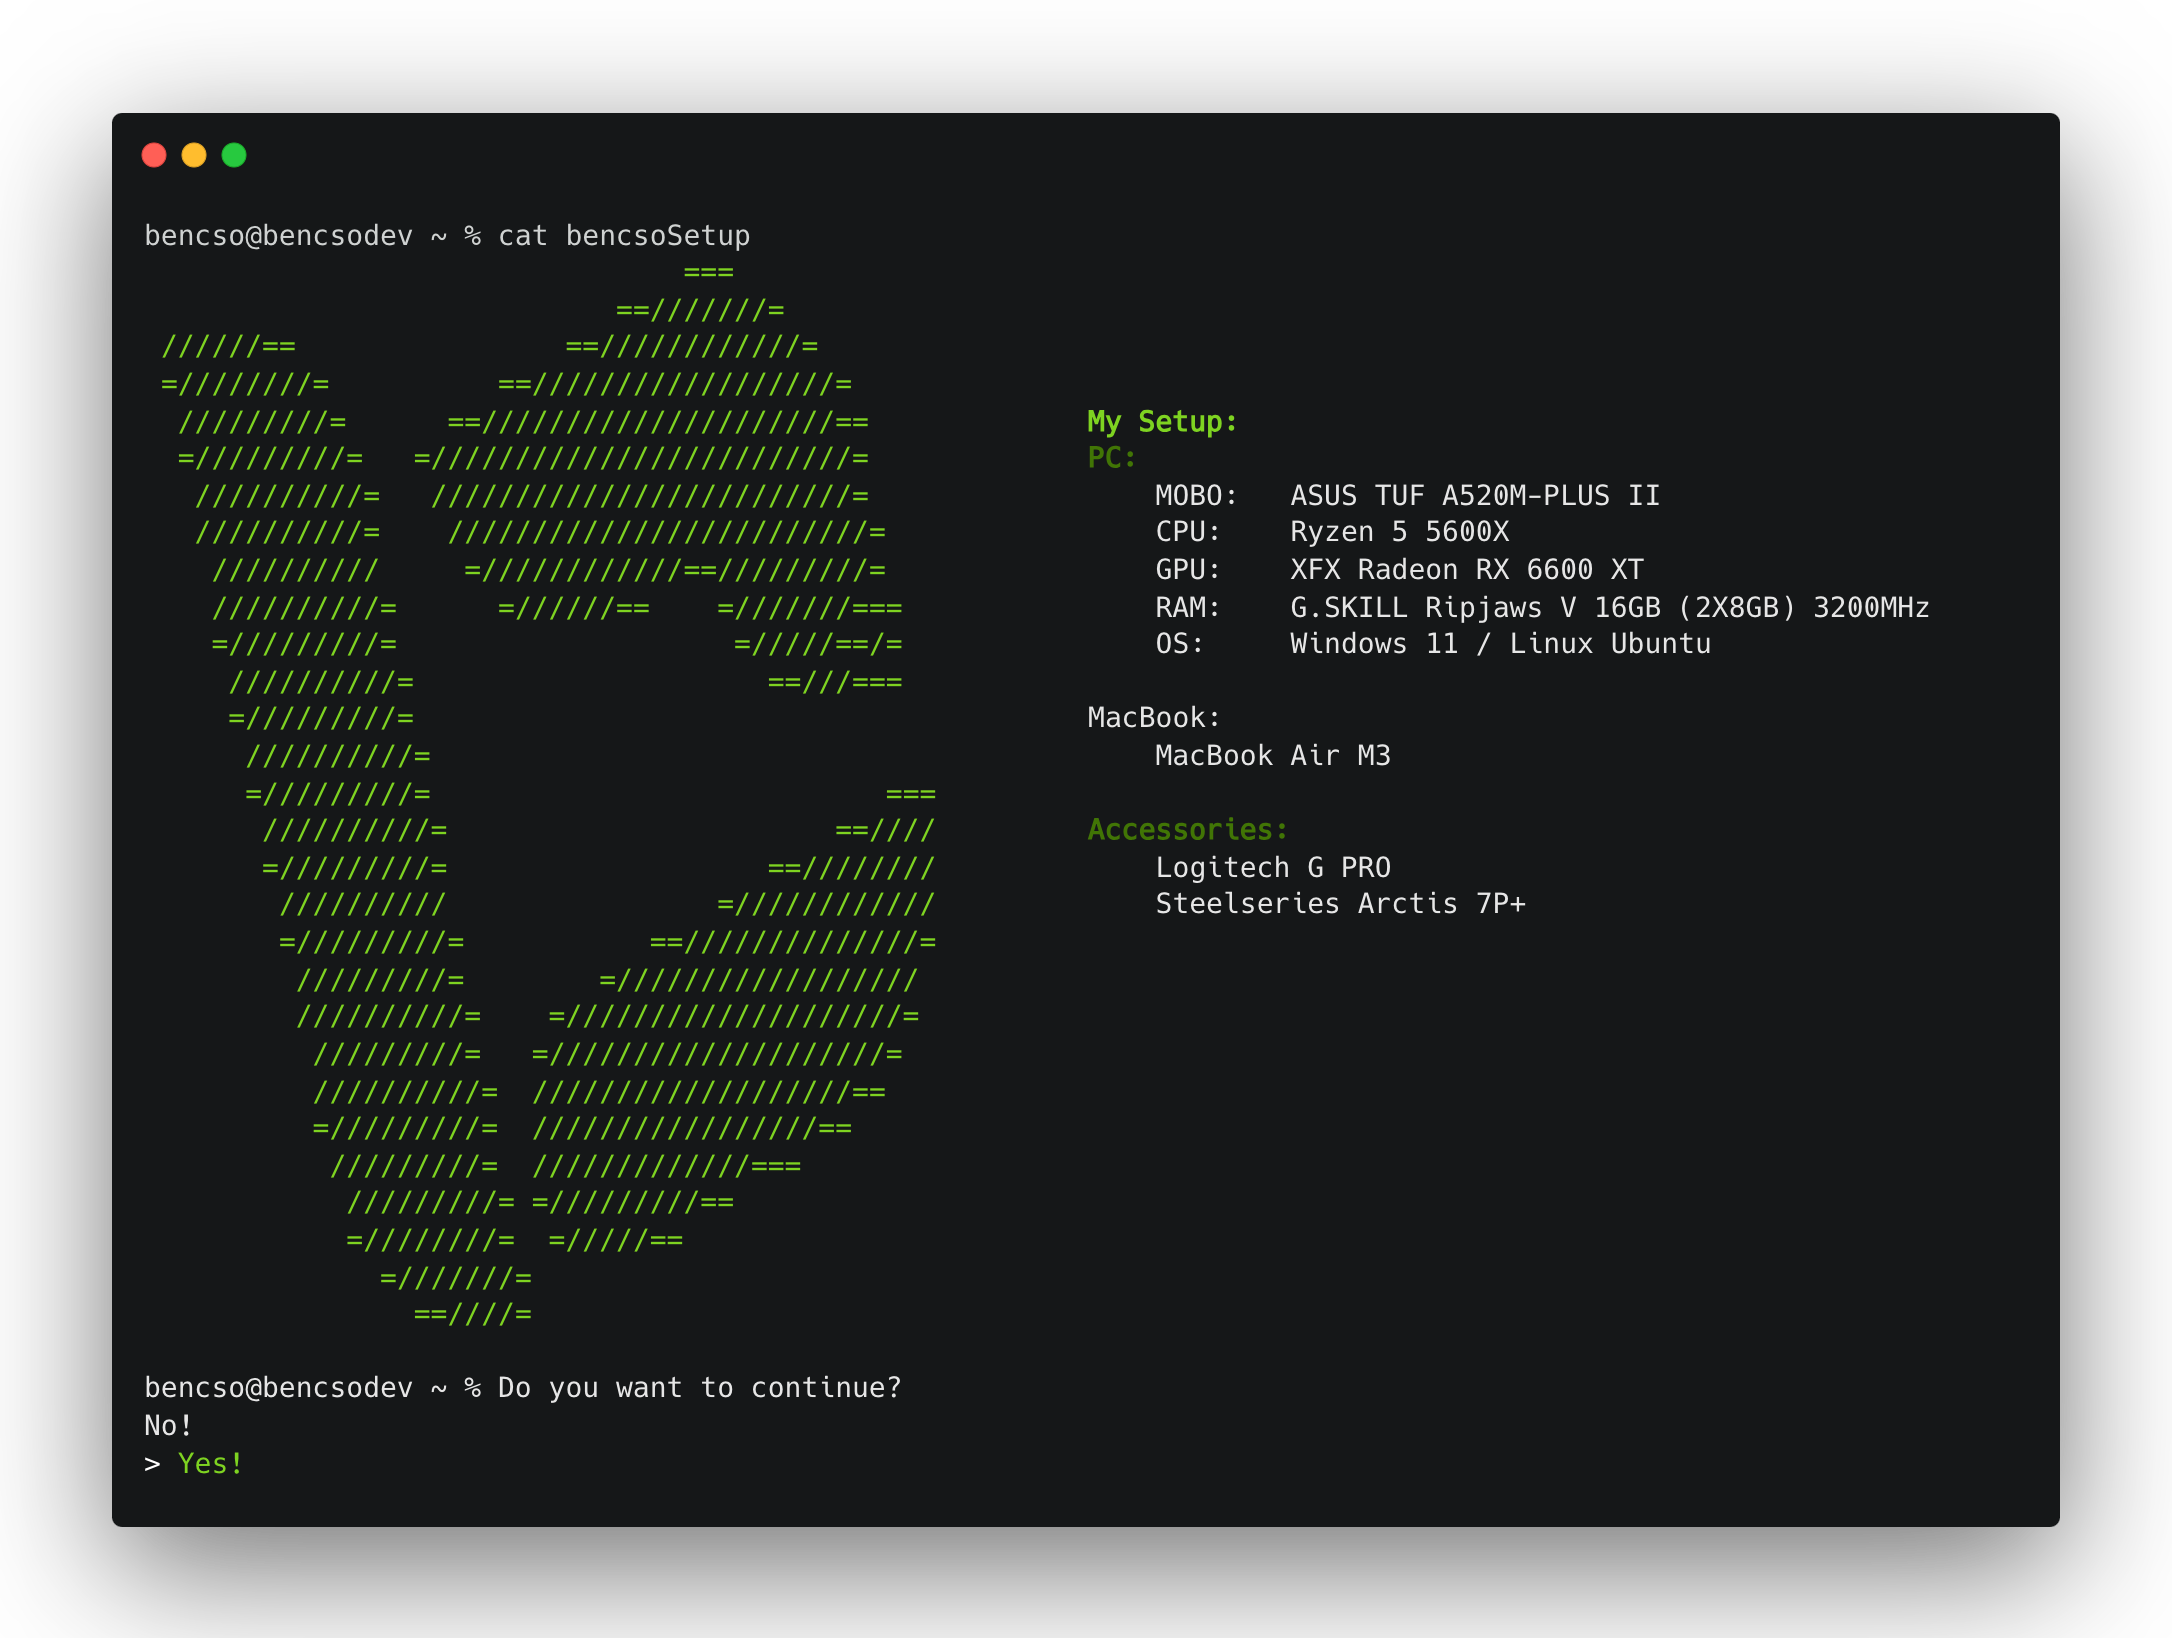 bencso@bencsodev ~ % cat bencsoSetup
                                ===
                            ==///////=
 //////==                ==////////////=
 =////////=          ==//////////////////=
  /////////=      ==/////////////////////==
  =/////////=   =/////////////////////////=
   //////////=   /////////////////////////=
   //////////=    /////////////////////////=
    //////////     =////////////==/////////=
    //////////=      =//////==    =///////===
    =/////////=                    =/////==/=
     //////////=                     ==///===
     =/////////=
      //////////=
      =/////////=                           ===
       //////////=                       ==////
       =/////////=                   ==////////
        //////////                =////////////
        =/////////=           ==//////////////=
         /////////=        =//////////////////
         //////////=    =////////////////////=
          /////////=   =////////////////////=
          //////////=  ///////////////////==
          =/////////=  /////////////////==
           /////////=  /////////////===
            /////////= =/////////==
            =////////=  =/////==
              =///////=
                ==////=
My Setup:
PC:
MOBO: ASUS TUF A520M-PLUS II
CPU: Ryzen 5 5600X
GPU: XFX Radeon RX 6600 XT
RAM: G.SKILL Ripjaws V 16GB (2X8GB) 3200MHz
OS: Windows 11 / Linux Ubuntu
MacBook:
MacBook Air M3
Accessories:
Logitech G PRO
Steelseries Arctis 7P+
bencso@bencsodev ~ % Do you want to continue?
No!
> Yes!